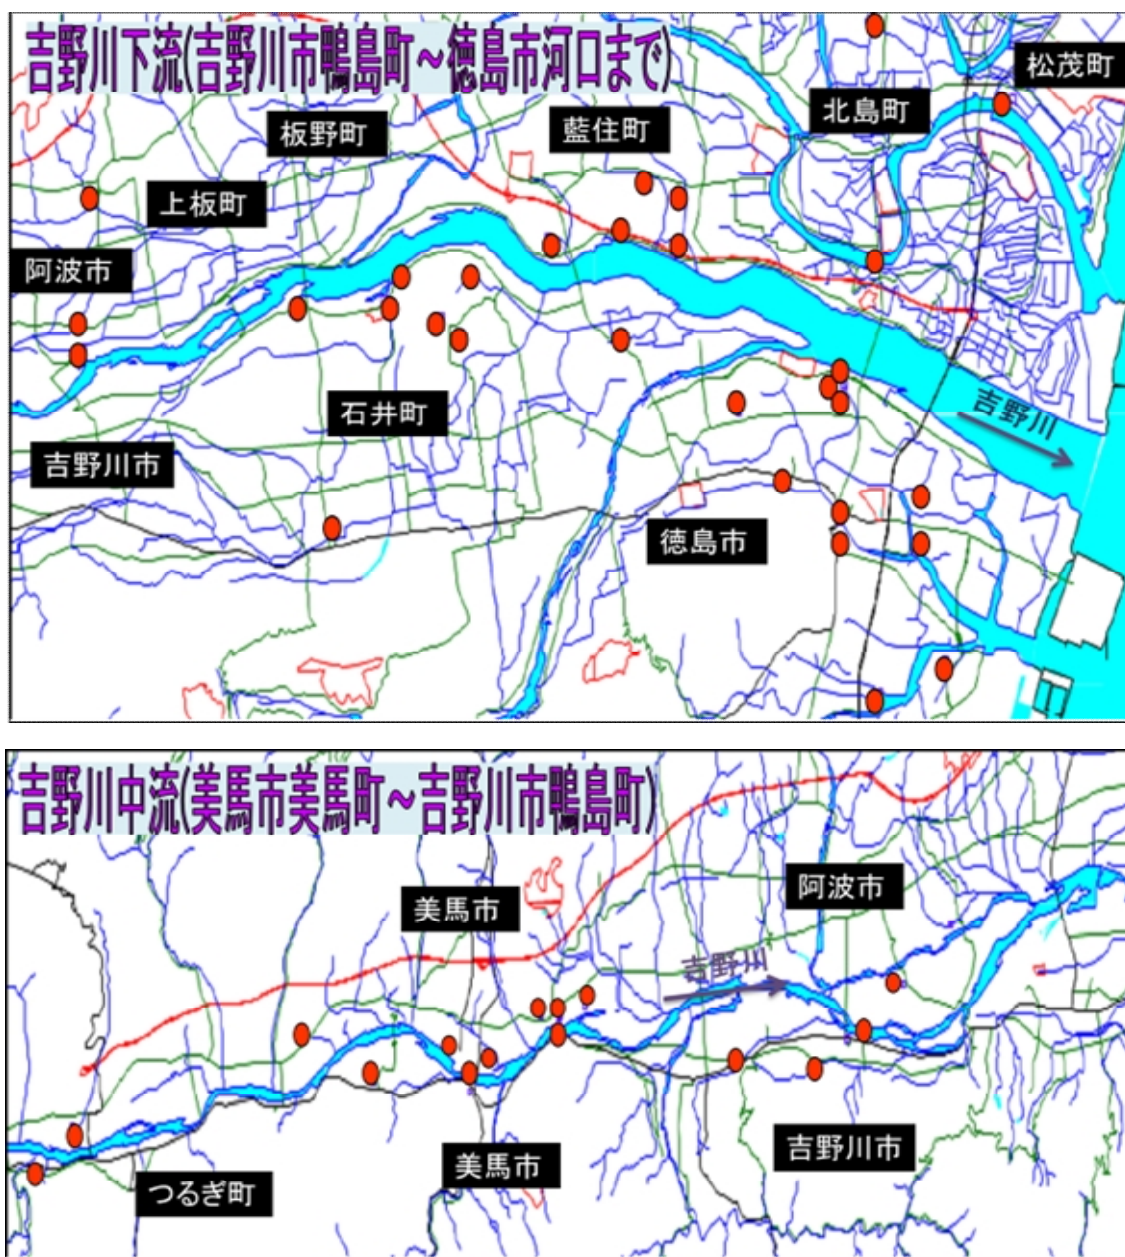 吉野川下流(吉野川市鴨島町～徳島市河口まで)
松茂町
北島町
藍住町
板野町
上板町
阿波市
石井町
吉野川
吉野川市
徳島市
吉野川中流(美馬市美馬町～吉野川市鴨島町)
阿波市
美馬市
吉野川
吉野川市
美馬市
つるぎ町